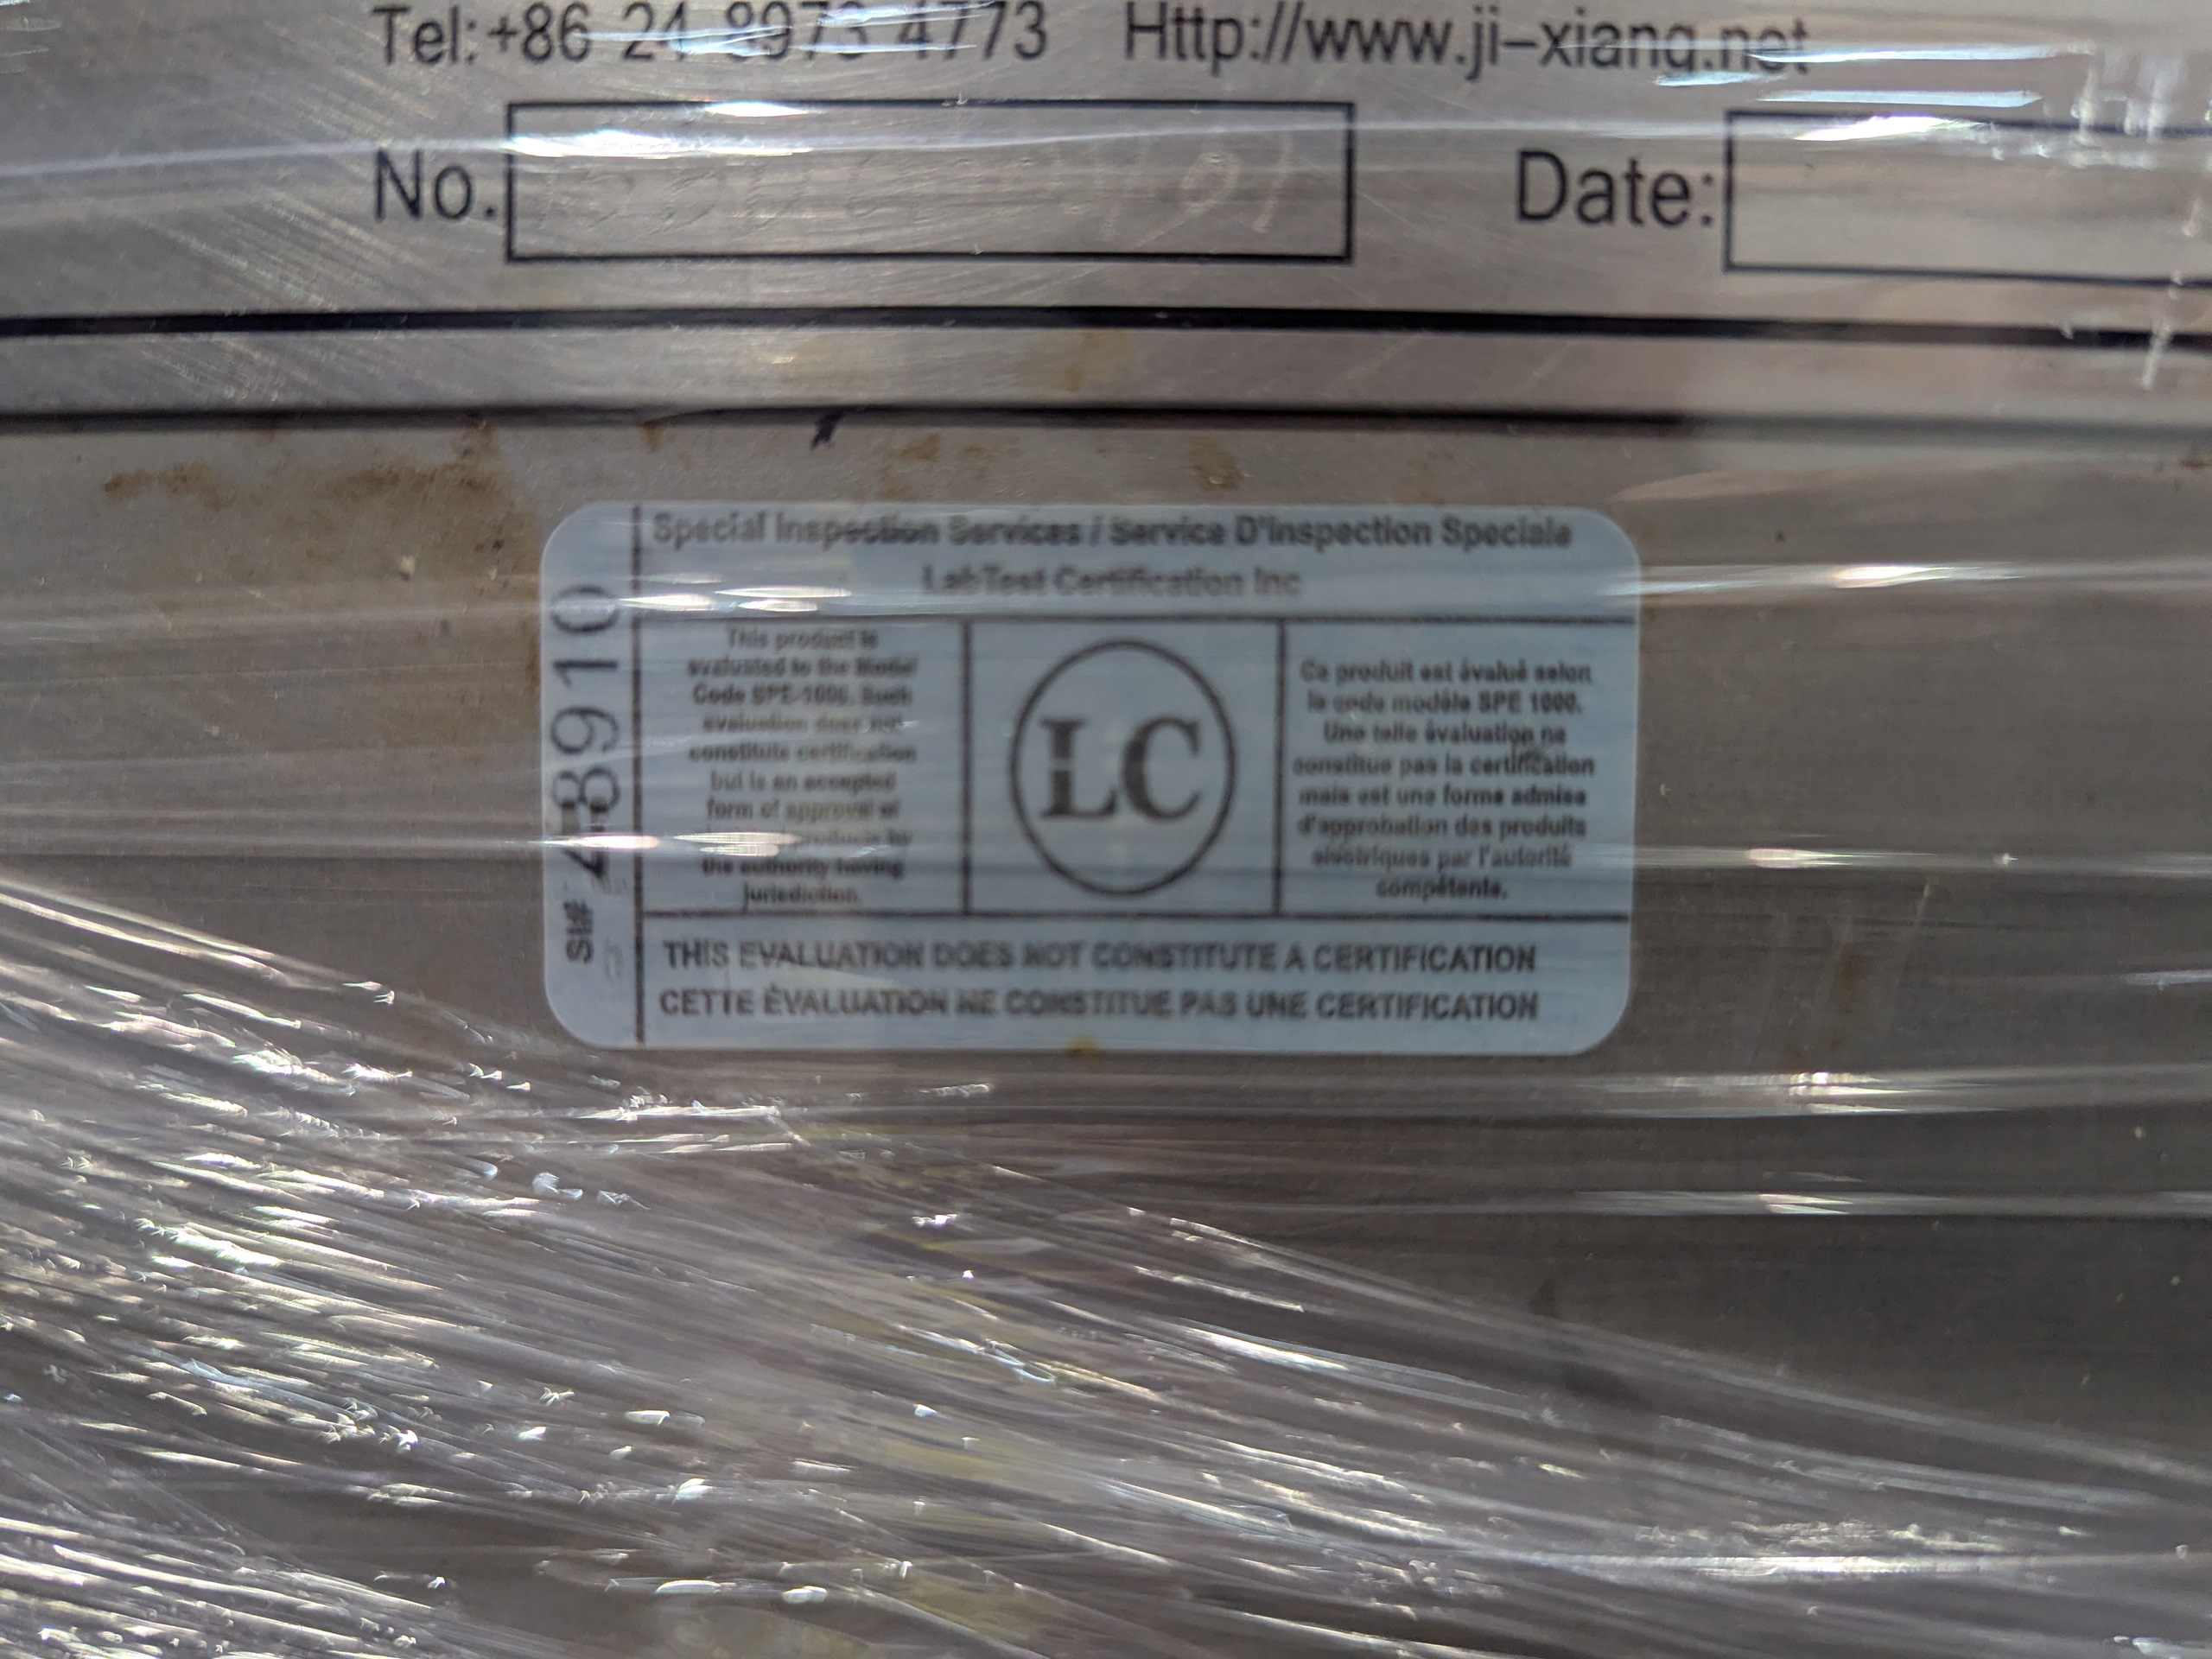 Tel:+86 24 8973 4773 Http://www.ji-xiang.net
No.
Date:
Special Inspection Services / Service D'Inspection Speciale
LabTest Certification Inc
SI# 48910
This product is
evaluated to the Model
Code SPE-1000. Such
evaluation does not
constitute certification
but is an accepted
form of approval of
products by
the authority having
jurisdiction.
LC
Ce produit est évalué selon
le code modèle SPE 1000.
Une telle évaluation ne
constitue pas la certification
mais est une forme admise
d'approbation des produits
electriques par l'autorité
compétente.
THIS EVALUATION DOES NOT CONSTITUTE A CERTIFICATION
CETTE ÉVALUATION NE CONSTITUE PAS UNE CERTIFICATION